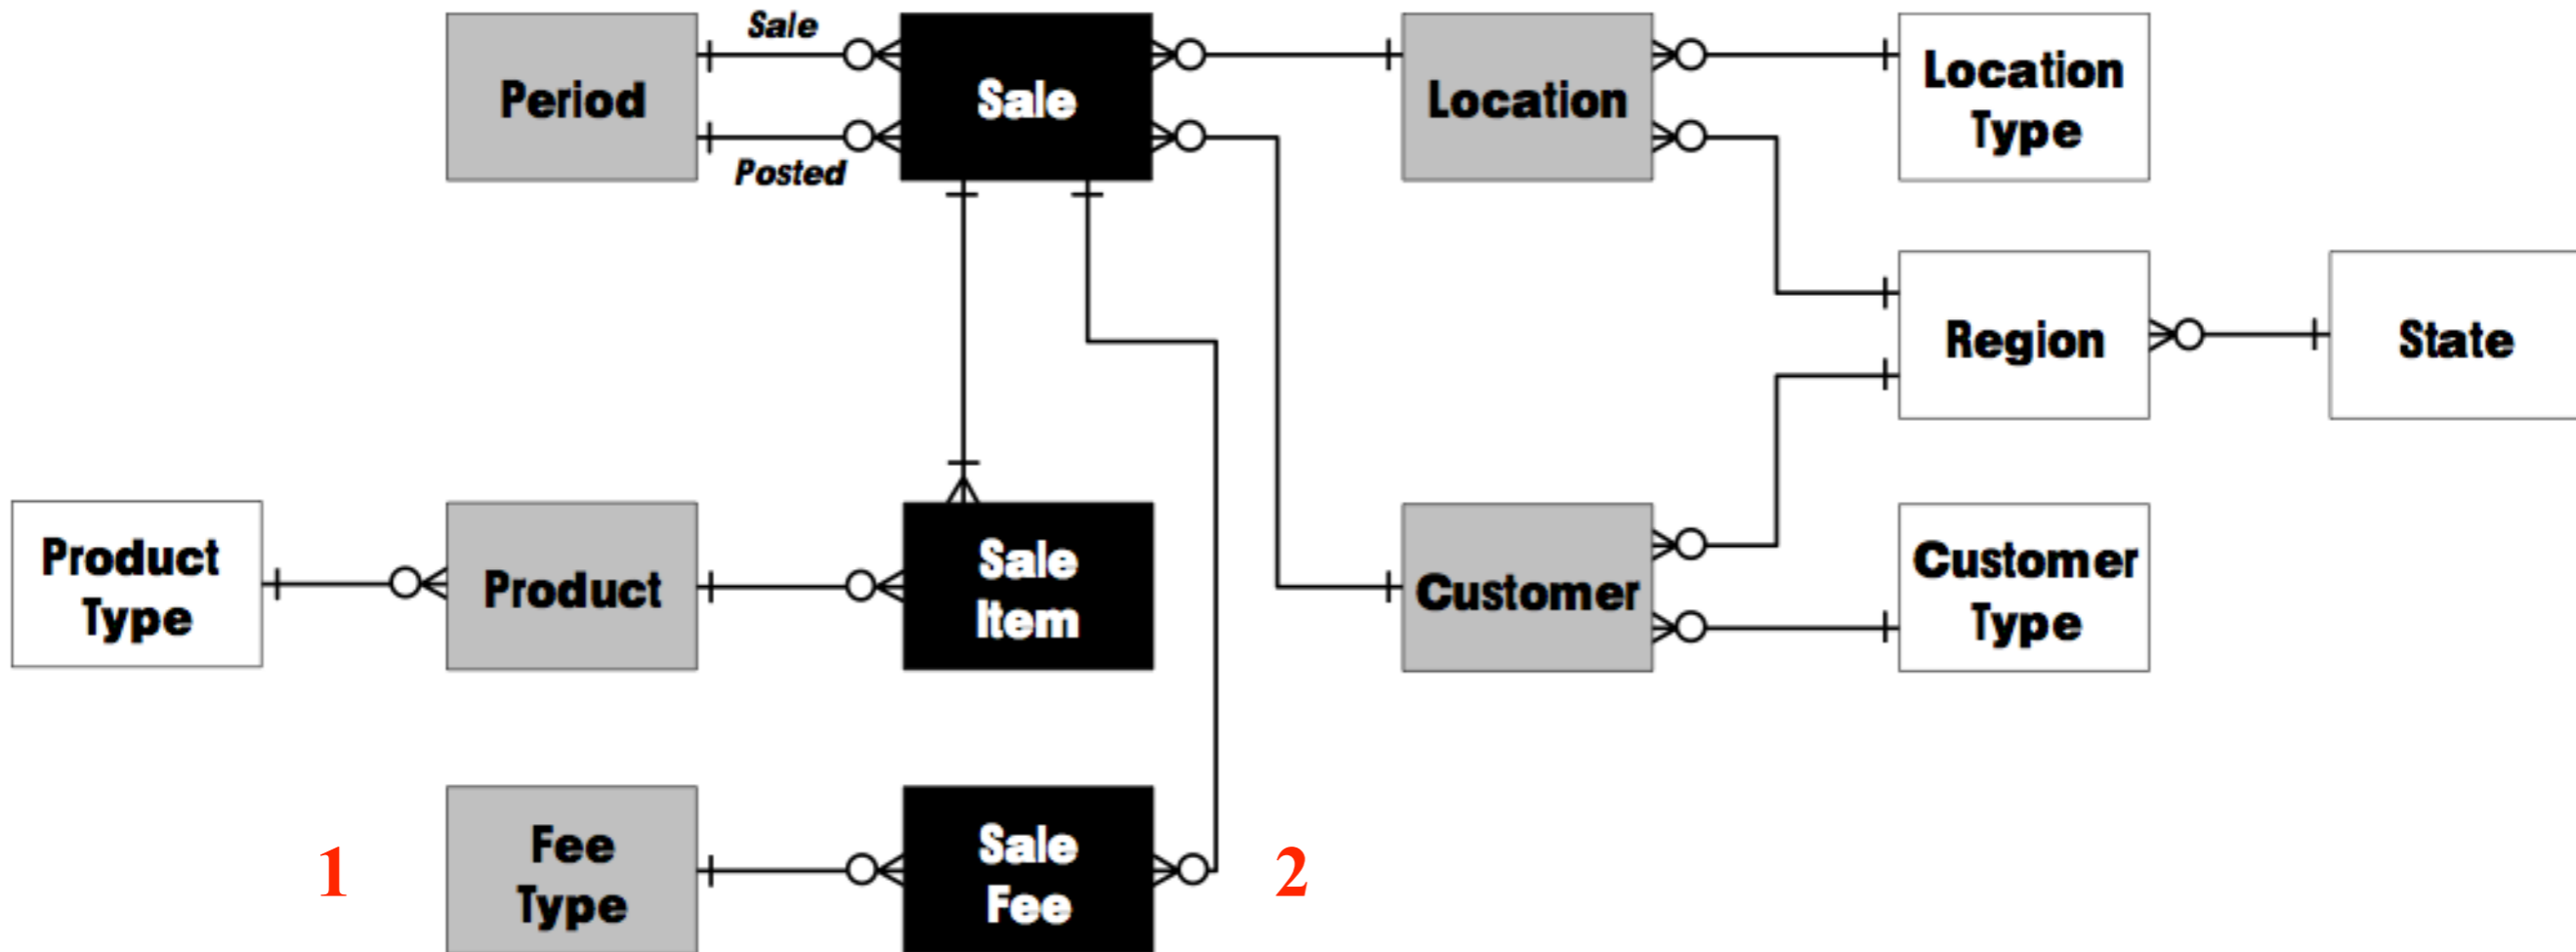 Sale
Period
Sale
Location
Location
Type
Posted
Region
State
Product
Type
Product
Sale
Item
Customer
Customer
Type
1
Fee
Type
Sale
Fee
2